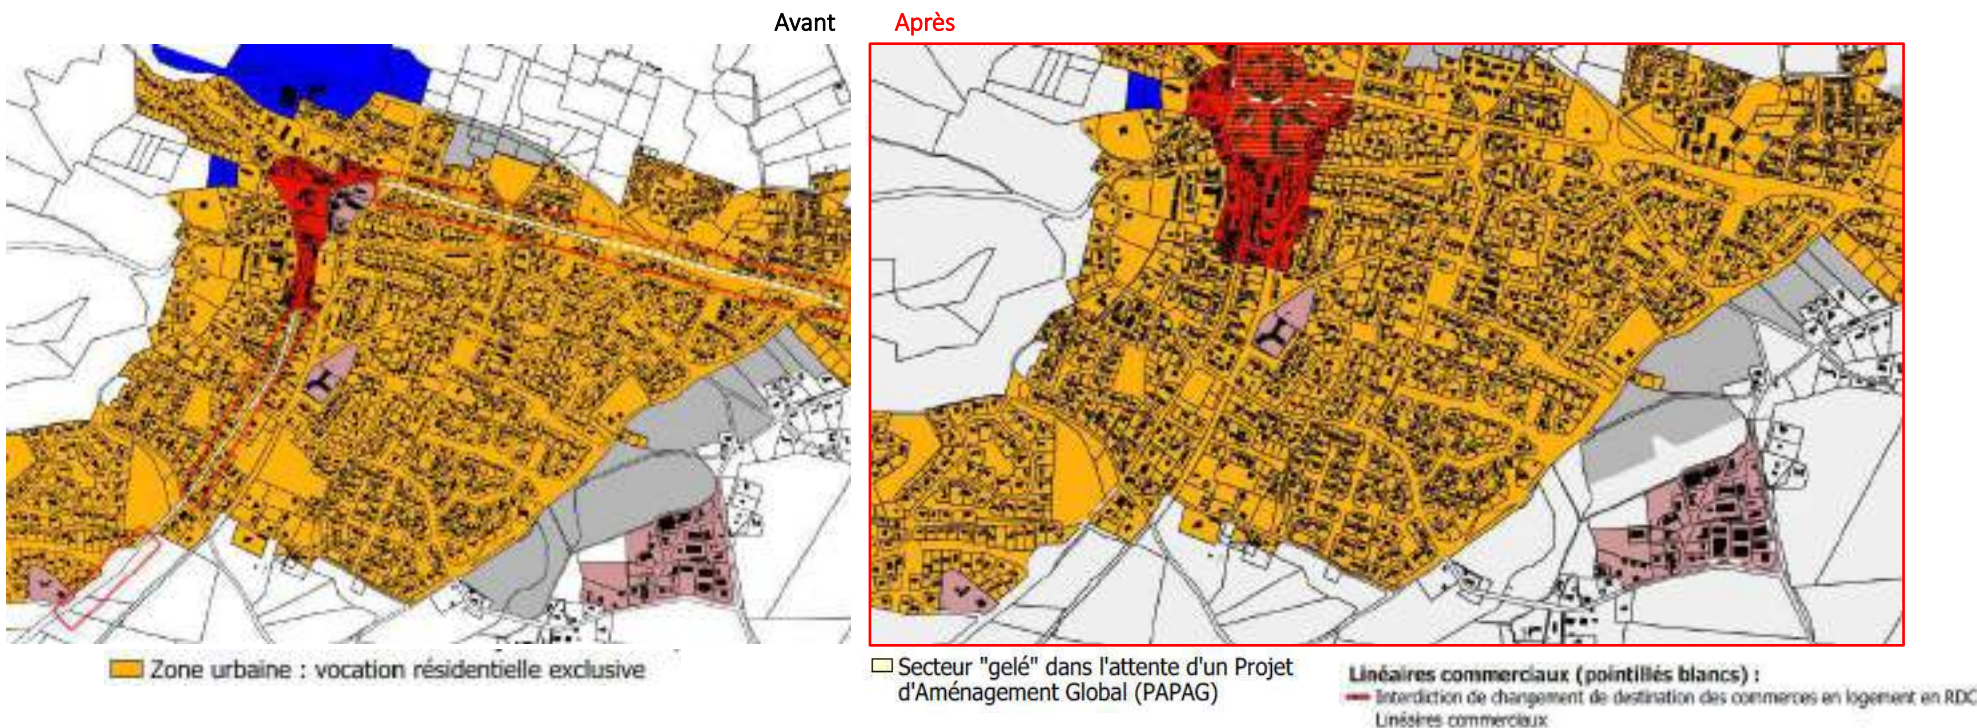 Avant
Après
Zone urbaine : vocation résidentielle exclusive
Secteur "gelé" dans l'attente d'un Projet
d'Aménagement Global (PAPAG)
Linéaires commerciaux (pointillés blancs) :
Interdiction de changement de destination des commerces en logement en RDC
Linéaires commerciaux